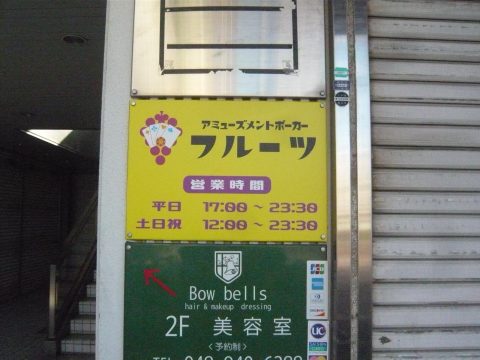 アミューズメントポーカー
フルーツ
営業時間
平日 17:00 ~ 23:30
土日祝 12:00 ~ 23:30
Bow bells
hair & makeup dressing
2F 美容室
〈予約制〉
JCB
UC